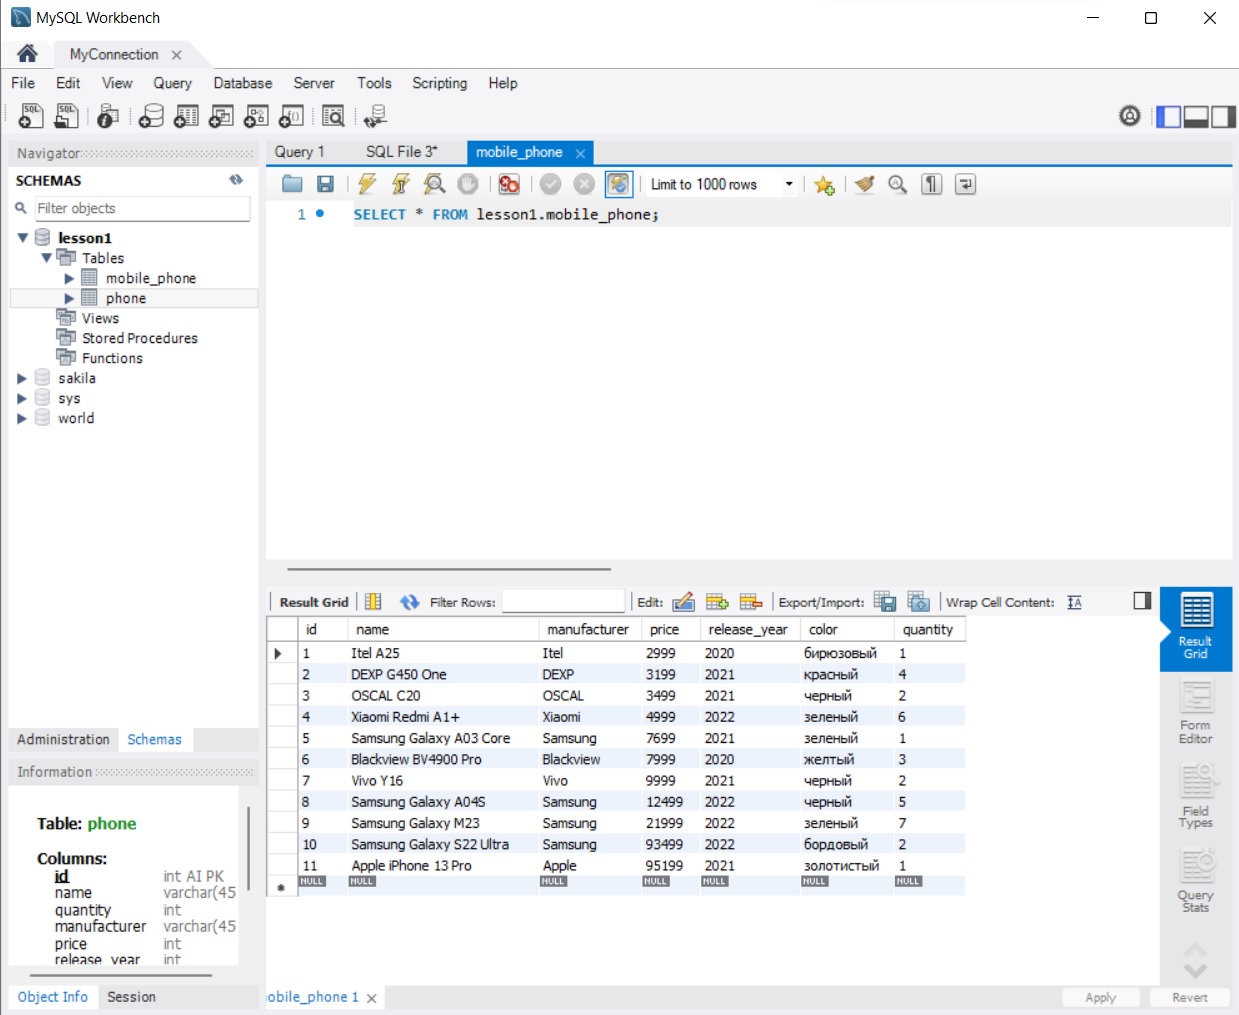 MySQL Workbench
MyConnection
File Edit View Query Database Server Tools Scripting Help
Navigator
SCHEMAS
Filter objects
lesson1
Tables
mobile_phone
phone
Views
Stored Procedures
Functions
sakila
sys
world
Administration Schemas
Information
Table: phone
Columns:
id int AI PK
name varchar(45
quantity int
manufacturer varchar(45
price int
release_year int
Object Info Session
Query 1 SQL File 3* mobile_phone
Limit to 1000 rows
1 SELECT * FROM lesson1.mobile_phone;
Result Grid Filter Rows: Edit: Export/Import: Wrap Cell Content:
id name manufacturer price release_year color quantity
1 Itel A25 Itel 2999 2020 бирюзовый 1
2 DEXP G450 One DEXP 3199 2021 красный 4
3 OSCAL C20 OSCAL 3499 2021 черный 2
4 Xiaomi Redmi A1+ Xiaomi 4999 2022 зеленый 6
5 Samsung Galaxy A03 Core Samsung 7699 2021 зеленый 1
6 Blackview BV4900 Pro Blackview 7999 2020 желтый 3
7 Vivo Y16 Vivo 9999 2021 черный 2
8 Samsung Galaxy A04S Samsung 12499 2022 черный 5
9 Samsung Galaxy M23 Samsung 21999 2022 зеленый 7
10 Samsung Galaxy S22 Ultra Samsung 93499 2022 бордовый 2
11 Apple iPhone 13 Pro Apple 95199 2021 золотистый 1
NULL NULL NULL NULL NULL NULL NULL
Result
Grid
Form
Editor
Field
Types
Query
Stats
obile_phone 1
Apply Revert